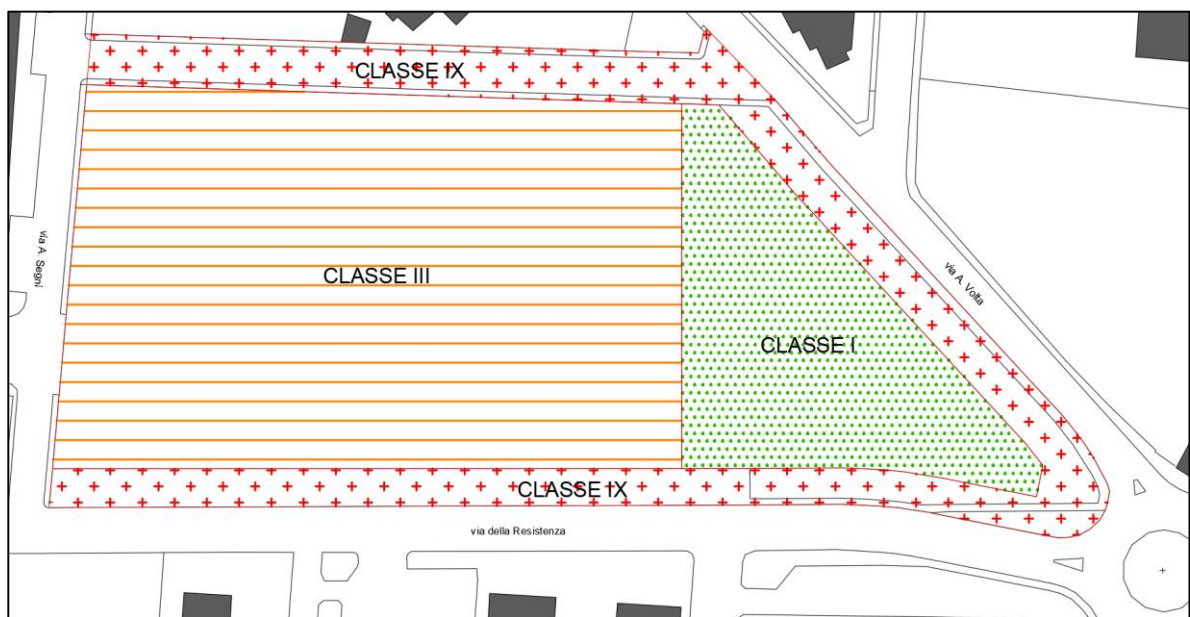 CLASSE IX
via A. Segni
CLASSE III
via A. Volta
CLASSE I
CLASSE IX
via della Resistenza